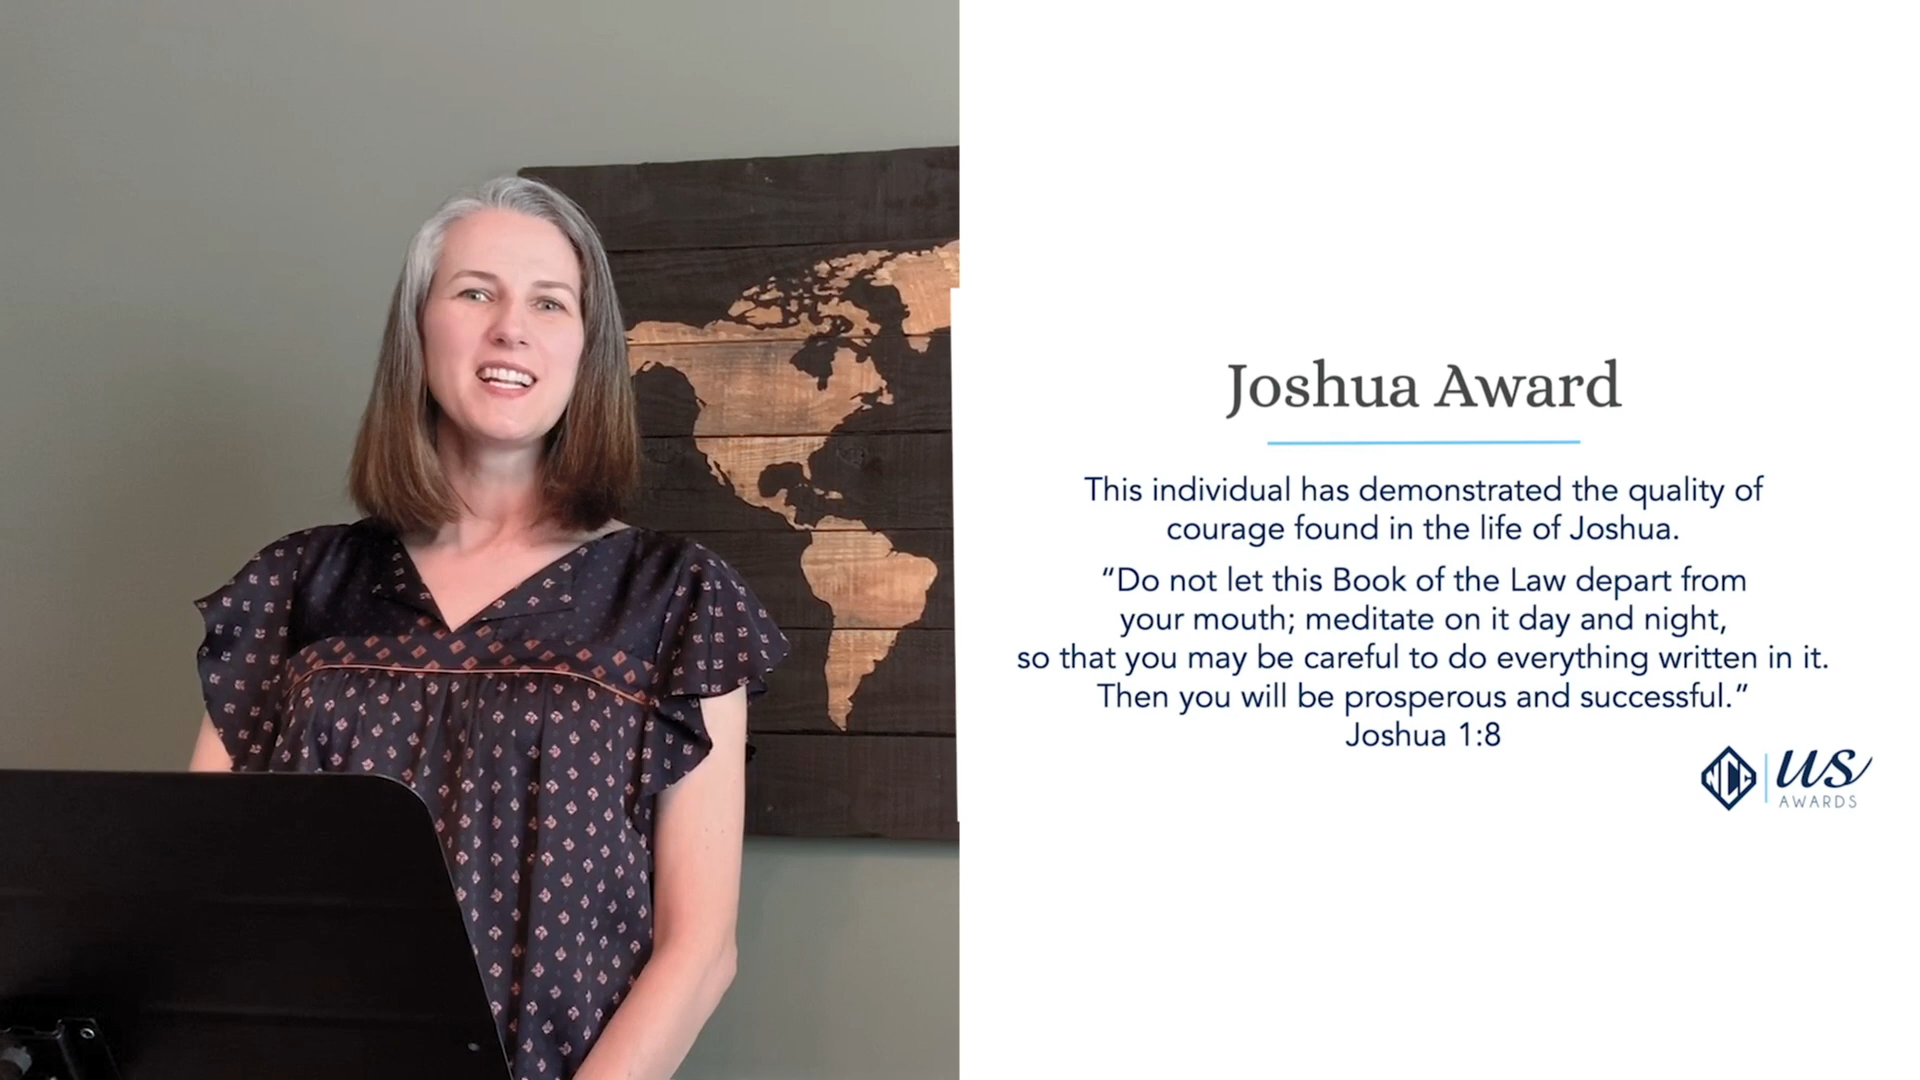 Joshua Award
This individual has demonstrated the quality of
courage found in the life of Joshua.
“Do not let this Book of the Law depart from
your mouth; meditate on it day and night,
so that you may be careful to do everything written in it.
Then you will be prosperous and successful.”
Joshua 1:8
NCC
us
AWARDS